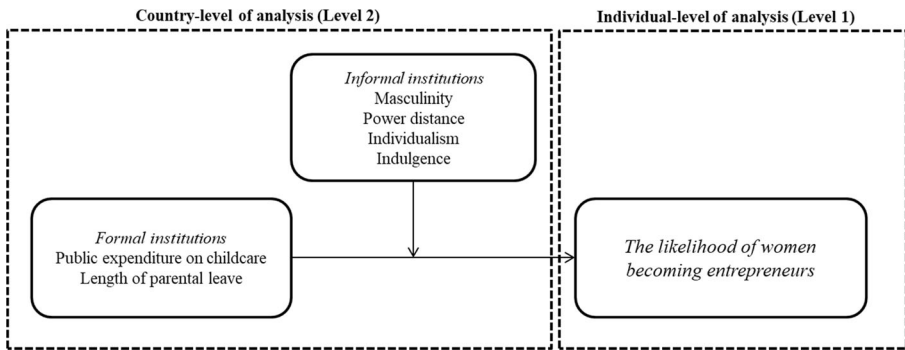 Country-level of analysis (Level 2)
Individual-level of analysis (Level 1)
Informal institutions
Masculinity
Power distance
Individualism
Indulgence
Formal institutions
Public expenditure on childcare
Length of parental leave
The likelihood of women
becoming entrepreneurs